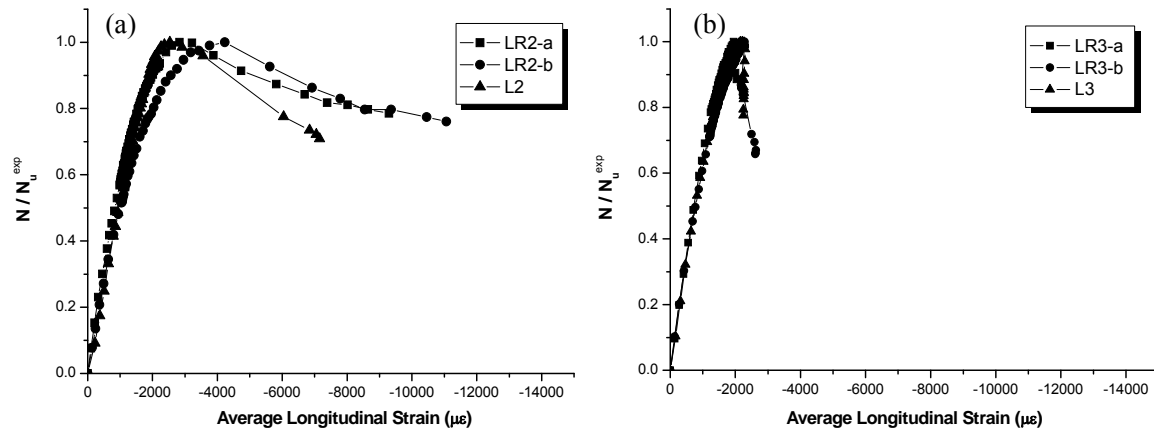 (a)
LR2-a
LR2-b
L2
1.0
0.8
0.6
0.4
0.2
0.0
N / N_u^exp
0 -2000 -4000 -6000 -8000 -10000 -12000 -14000
Average Longitudinal Strain (με)
(b)
LR3-a
LR3-b
L3
1.0
0.8
0.6
0.4
0.2
0.0
N / N_u^exp
0 -2000 -4000 -6000 -8000 -10000 -12000 -14000
Average Longitudinal Strain (με)